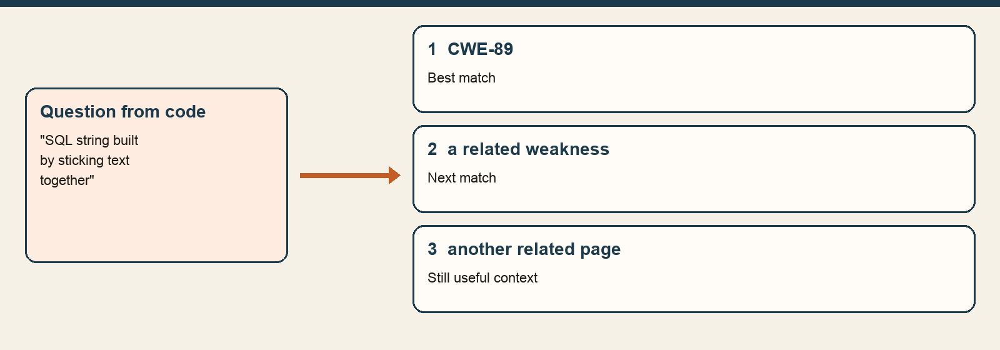 Question from code
"SQL string built
by sticking text
together"
1 CWE-89
Best match
2 a related weakness
Next match
3 another related page
Still useful context